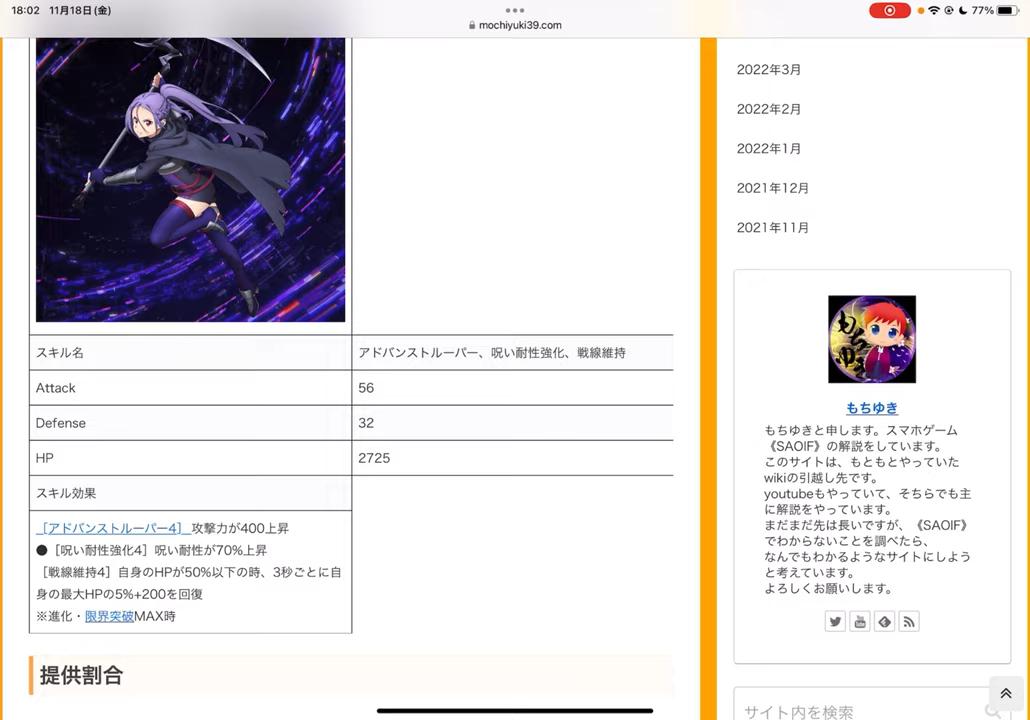 18:02 11月18日(金)
mochiyuki39.com
77%
スキル名
アドバンストルーパー、呪い耐性強化、戦線維持
Attack
56
Defense
32
HP
2725
スキル効果
［アドバンストルーパー4］攻撃力が400上昇
●［呪い耐性強化4］呪い耐性が70%上昇
［戦線維持4］自身のHPが50%以下の時、3秒ごとに自
身の最大HPの5%+200を回復
※進化・限界突破MAX時
提供割合
2022年3月
2022年2月
2022年1月
2021年12月
2021年11月
もちゆき
もちゆき
もちゆきと申します。スマホゲーム
《SAOIF》の解説をしています。
このサイトは、もともとやっていた
wikiの引越し先です。
youtubeもやっていて、そちらでも主
に解説をやっています。
まだまだ先は長いですが、《SAOIF》
でわからないことを調べたら、
なんでもわかるようなサイトにしよう
と考えています。
よろしくお願いします。
サイト内を検索